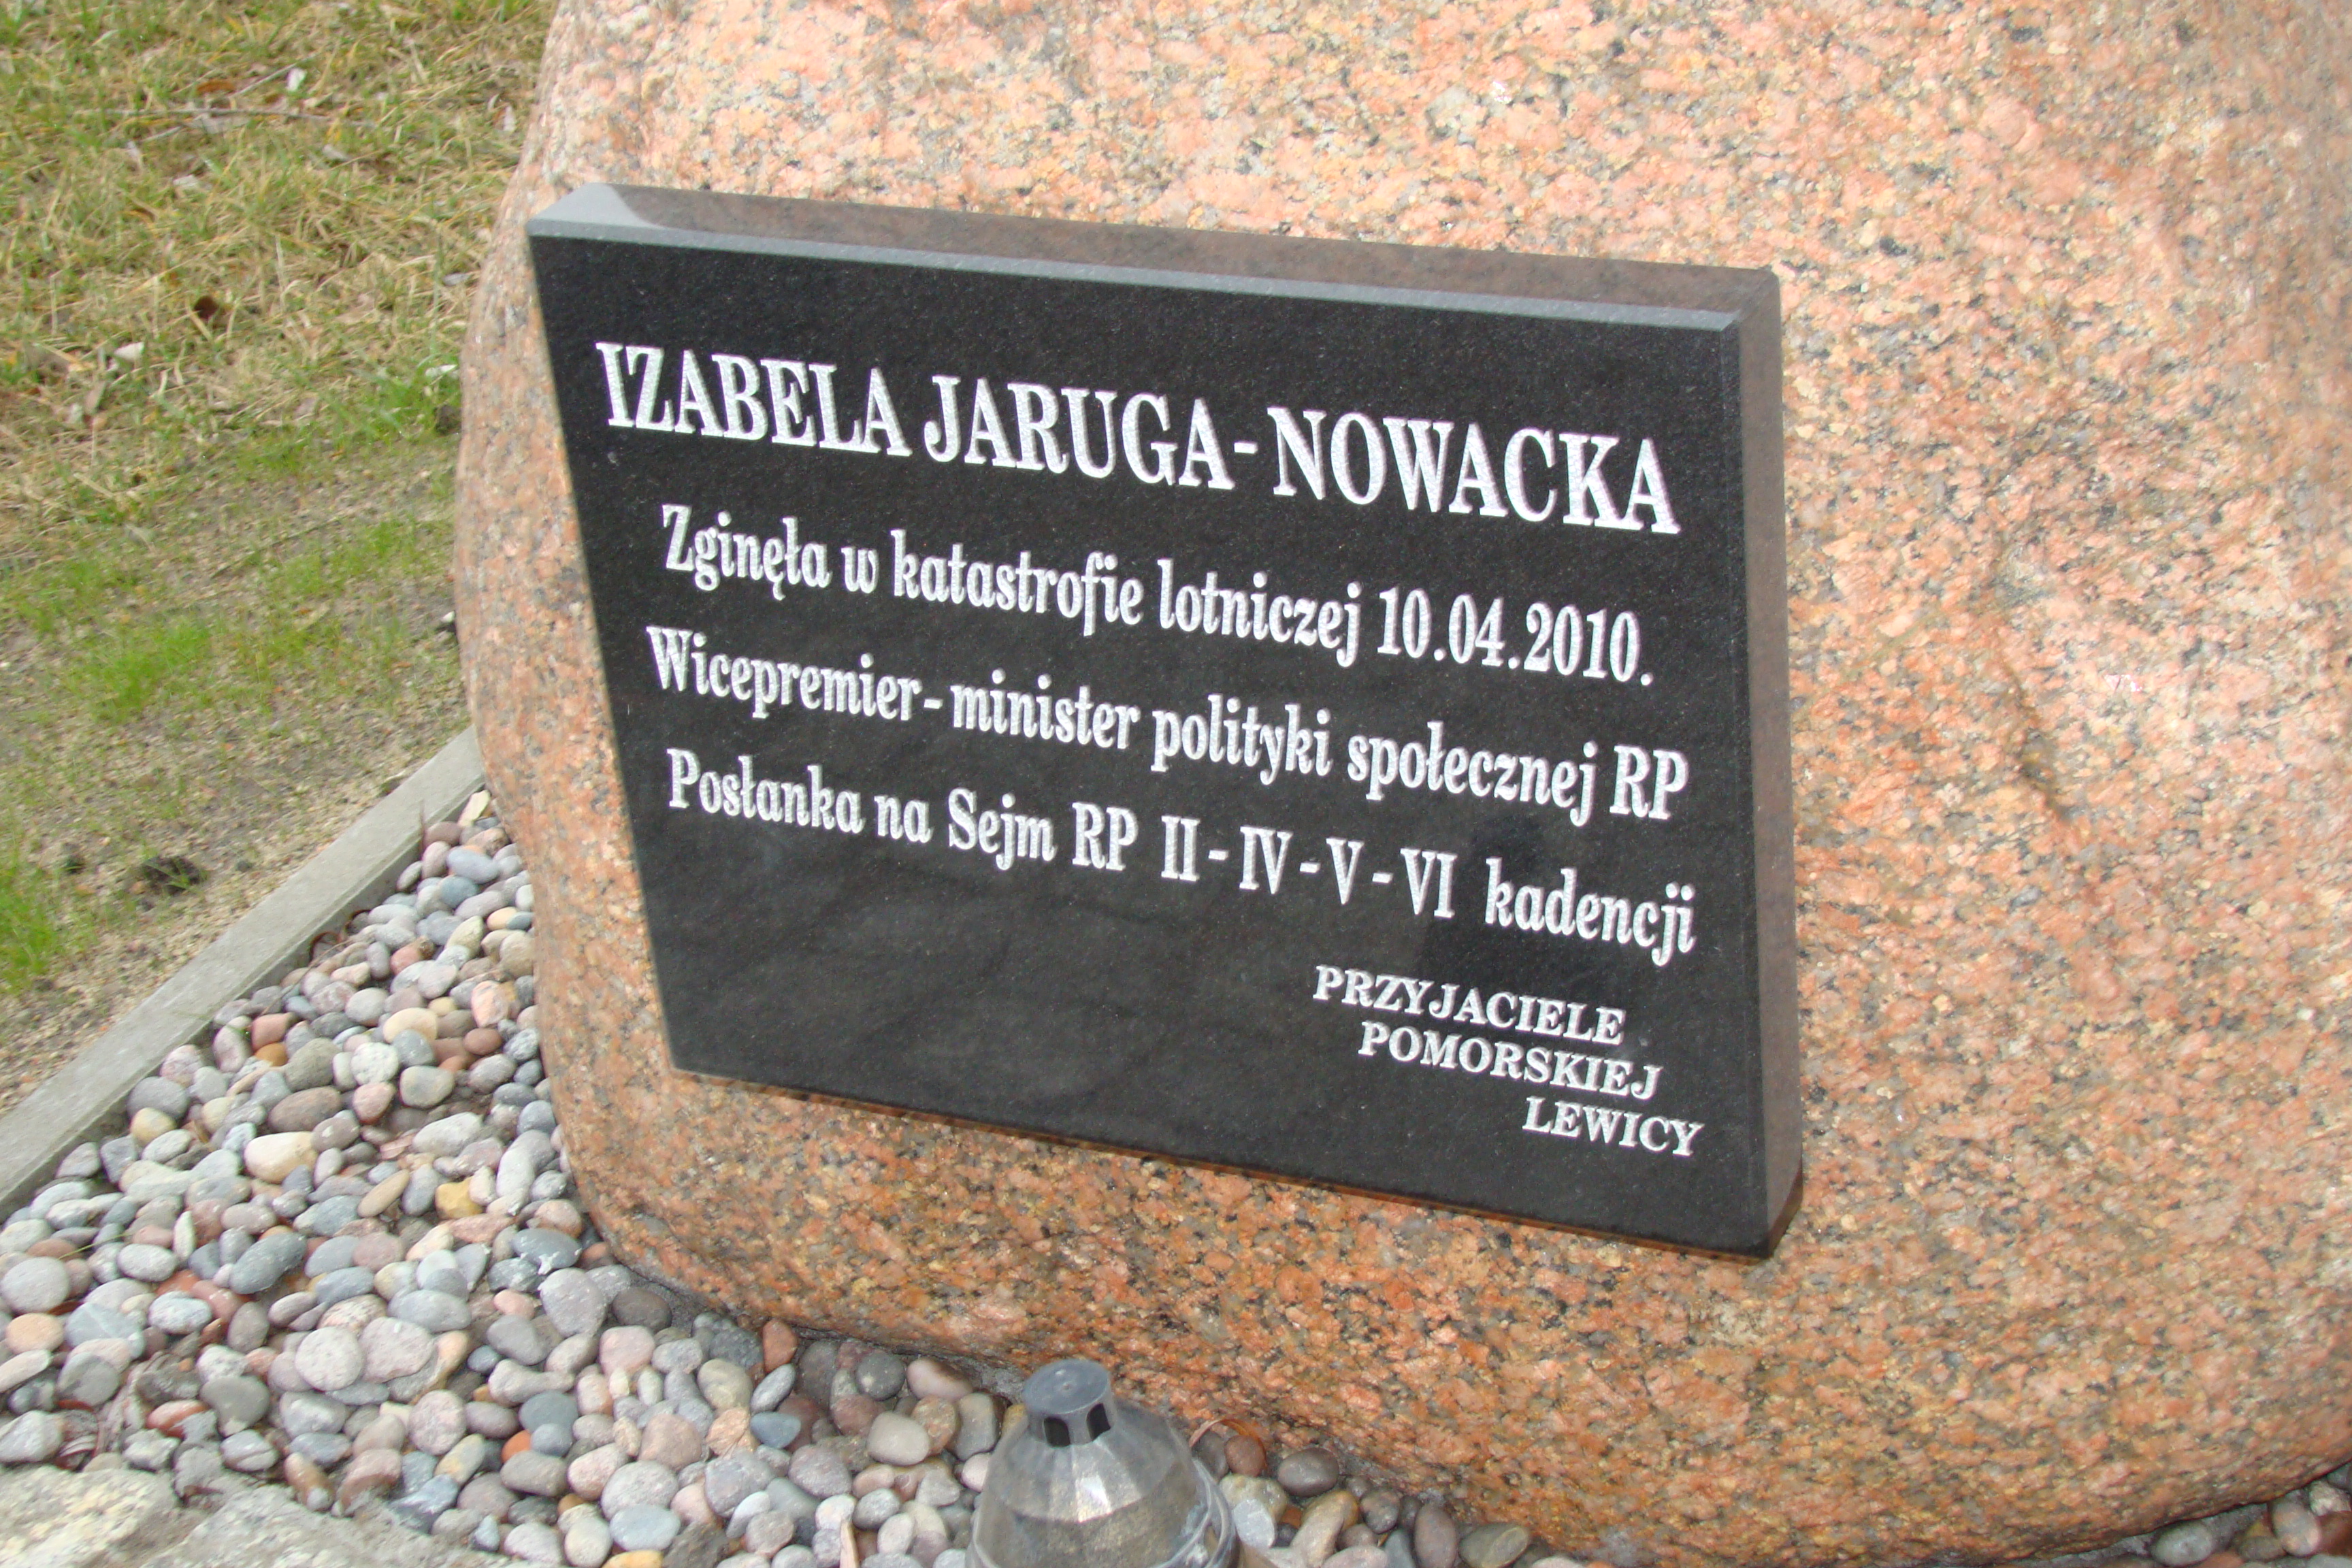 IZABELA JARUGA-NOWACKA
Zginęła w katastrofie lotniczej 10.04.2010.
Wicepremier-minister polityki społecznej RP
Posłanka na Sejm RP II-IV-V-VI kadencji
PRZYJACIELE
POMORSKIEJ
LEWICY